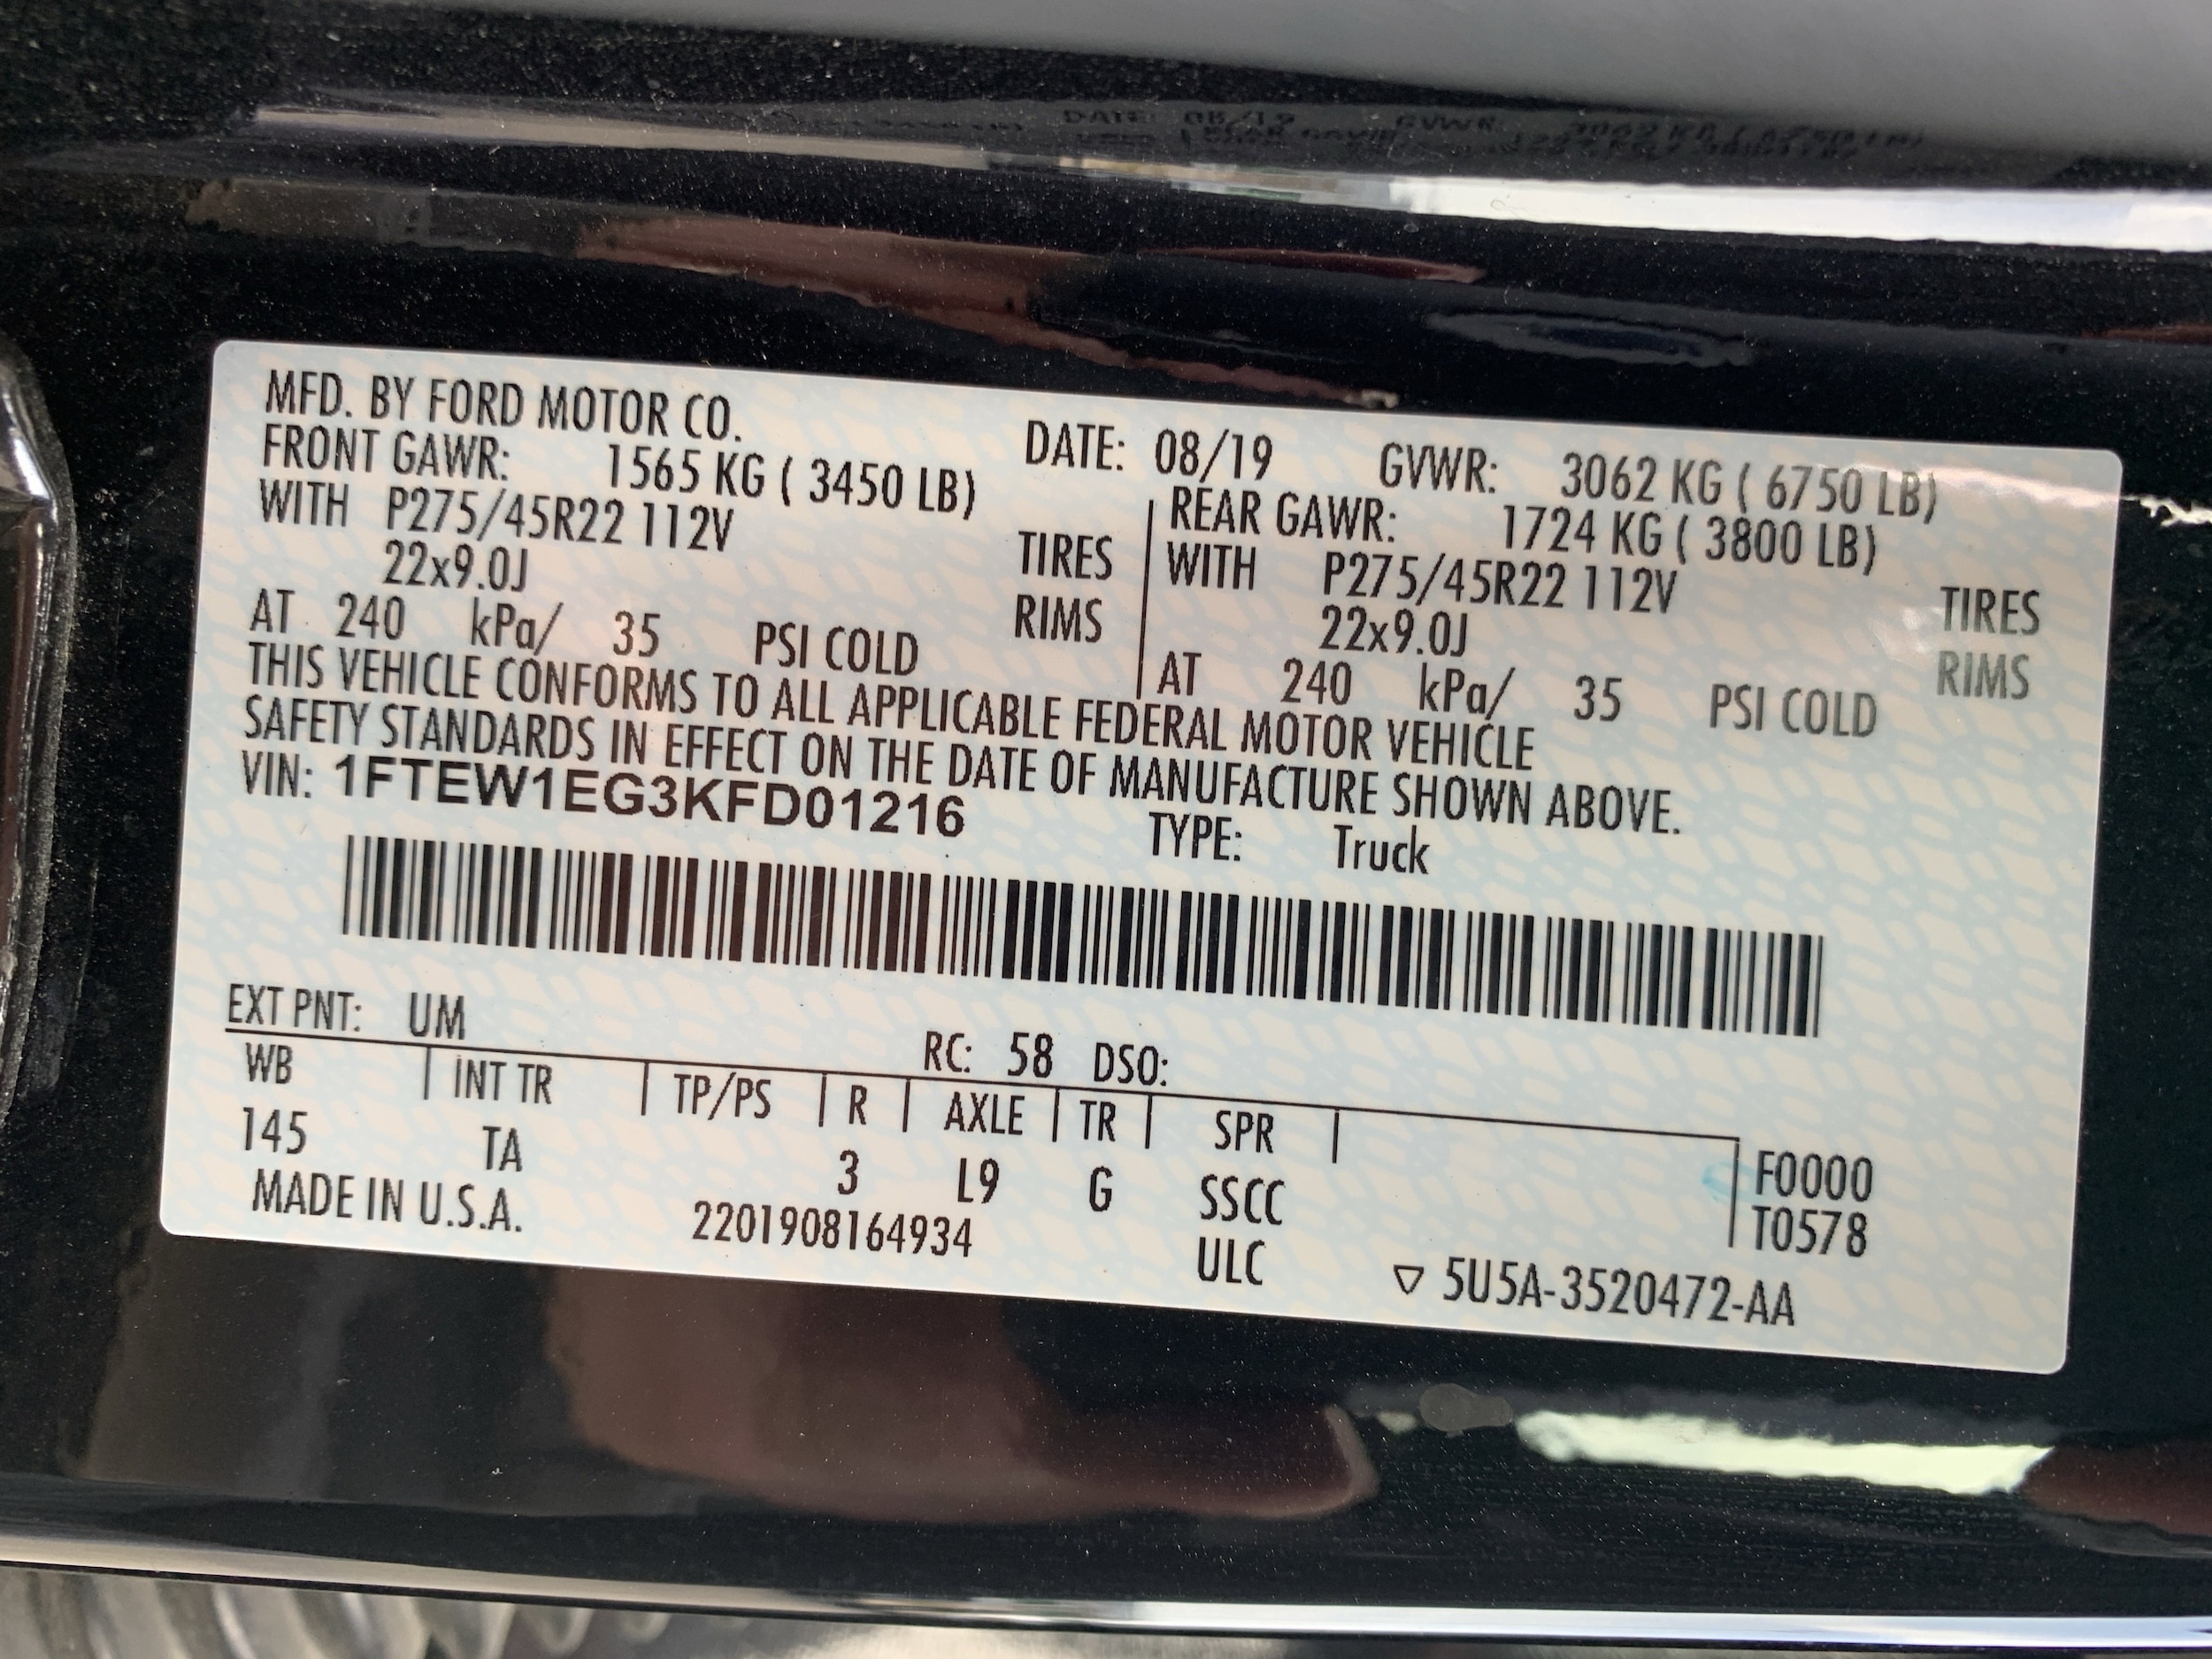 MFD. BY FORD MOTOR CO.
DATE: 08/19 GVWR: 3062 KG ( 6750 LB)
FRONT GAWR: 1565 KG ( 3450 LB)
WITH P275/45R22 112V TIRES
22x9.0J RIMS
AT 240 kPa/ 35 PSI COLD
REAR GAWR: 1724 KG ( 3800 LB)
WITH P275/45R22 112V TIRES
22x9.0J RIMS
AT 240 kPa/ 35 PSI COLD
THIS VEHICLE CONFORMS TO ALL APPLICABLE FEDERAL MOTOR VEHICLE
SAFETY STANDARDS IN EFFECT ON THE DATE OF MANUFACTURE SHOWN ABOVE.
VIN: 1FTEW1EG3KFD01216
TYPE: Truck
EXT PNT: UM RC: 58 DSO:
WB | INT TR | TP/PS | R | AXLE | TR | SPR |
145 TA 3 L9 G SSCC
F0000
T0578
MADE IN U.S.A. 2201908164934 ULC
▽ 5U5A-3520472-AA